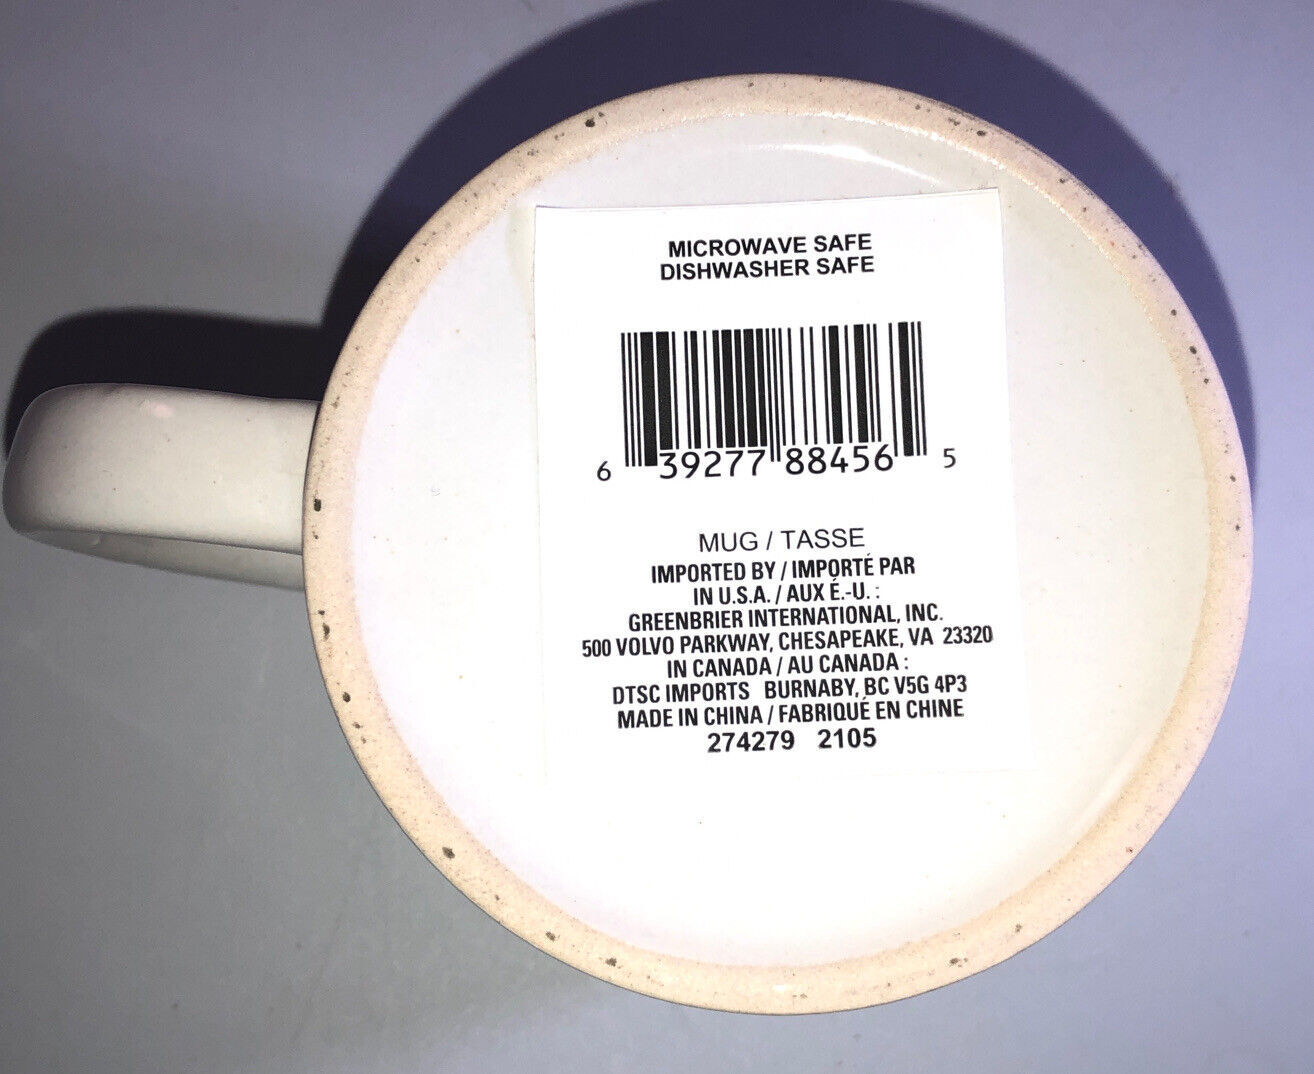 MICROWAVE SAFE
DISHWASHER SAFE
6 39277 88456 5
MUG / TASSE
IMPORTED BY / IMPORTÉ PAR
IN U.S.A. / AUX É.-U. :
GREENBRIER INTERNATIONAL, INC.
500 VOLVO PARKWAY, CHESAPEAKE, VA 23320
IN CANADA / AU CANADA :
DTSC IMPORTS BURNABY, BC V5G 4P3
MADE IN CHINA / FABRIQUÉ EN CHINE
274279 2105